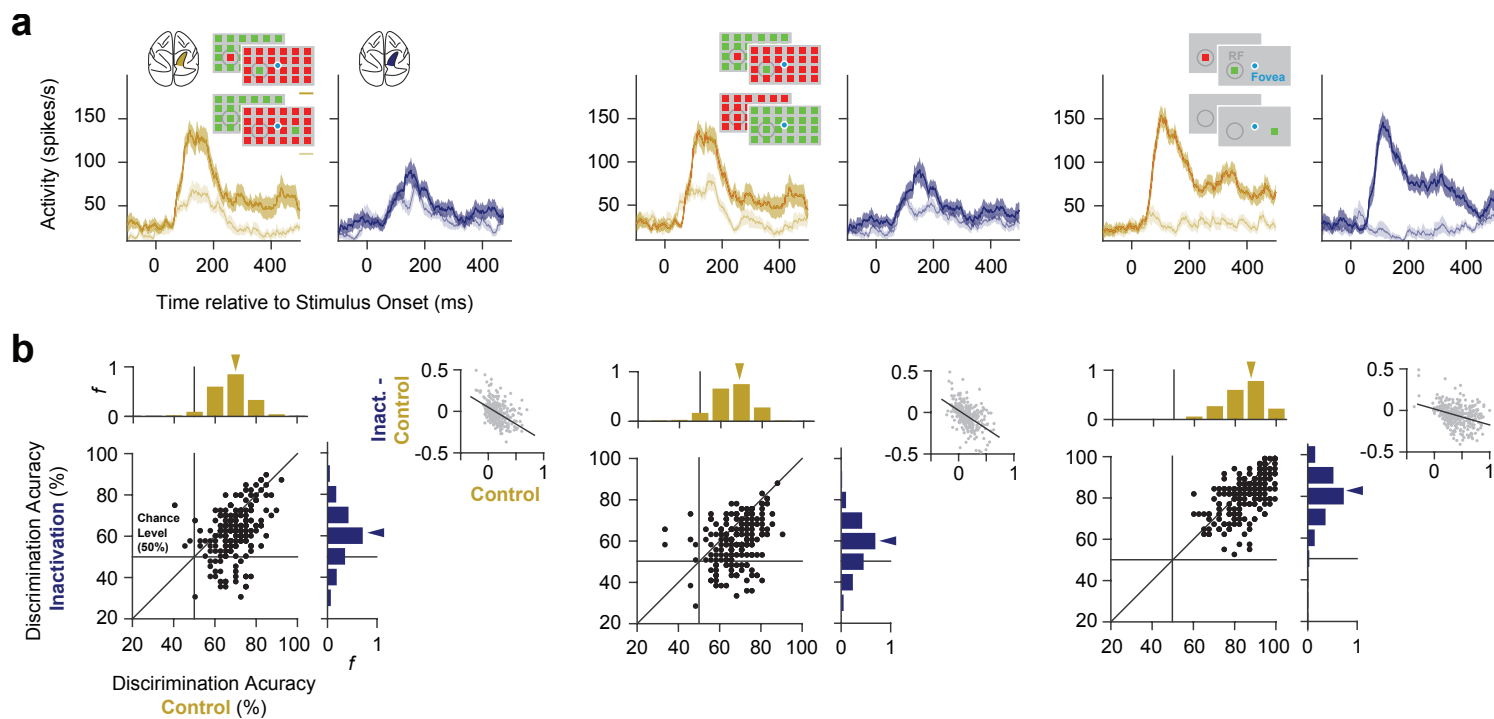 a
RF
Fovea
Activity (spikes/s)
150
100
50
150
100
50
150
100
50
0 200 400
0 200 400
0 200 400
0 200 400
0 200 400
0 200 400
Time relative to Stimulus Onset (ms)
b
f
1
0
Inact. -
Control
0.5
0
-0.5
0 1
Control
1
0
0.5
0
-0.5
0 1
1
0
0.5
0
-0.5
0 1
Discrimination Acuracy
Inactivation (%)
100
80
60
40
20
Chance
Level
(50%)
20 40 60 80 100
0 1
f
Discirimination Acuracy
Control (%)
100
80
60
40
20
20 40 60 80 100
0 1
100
80
60
40
20
20 40 60 80 100
0 1